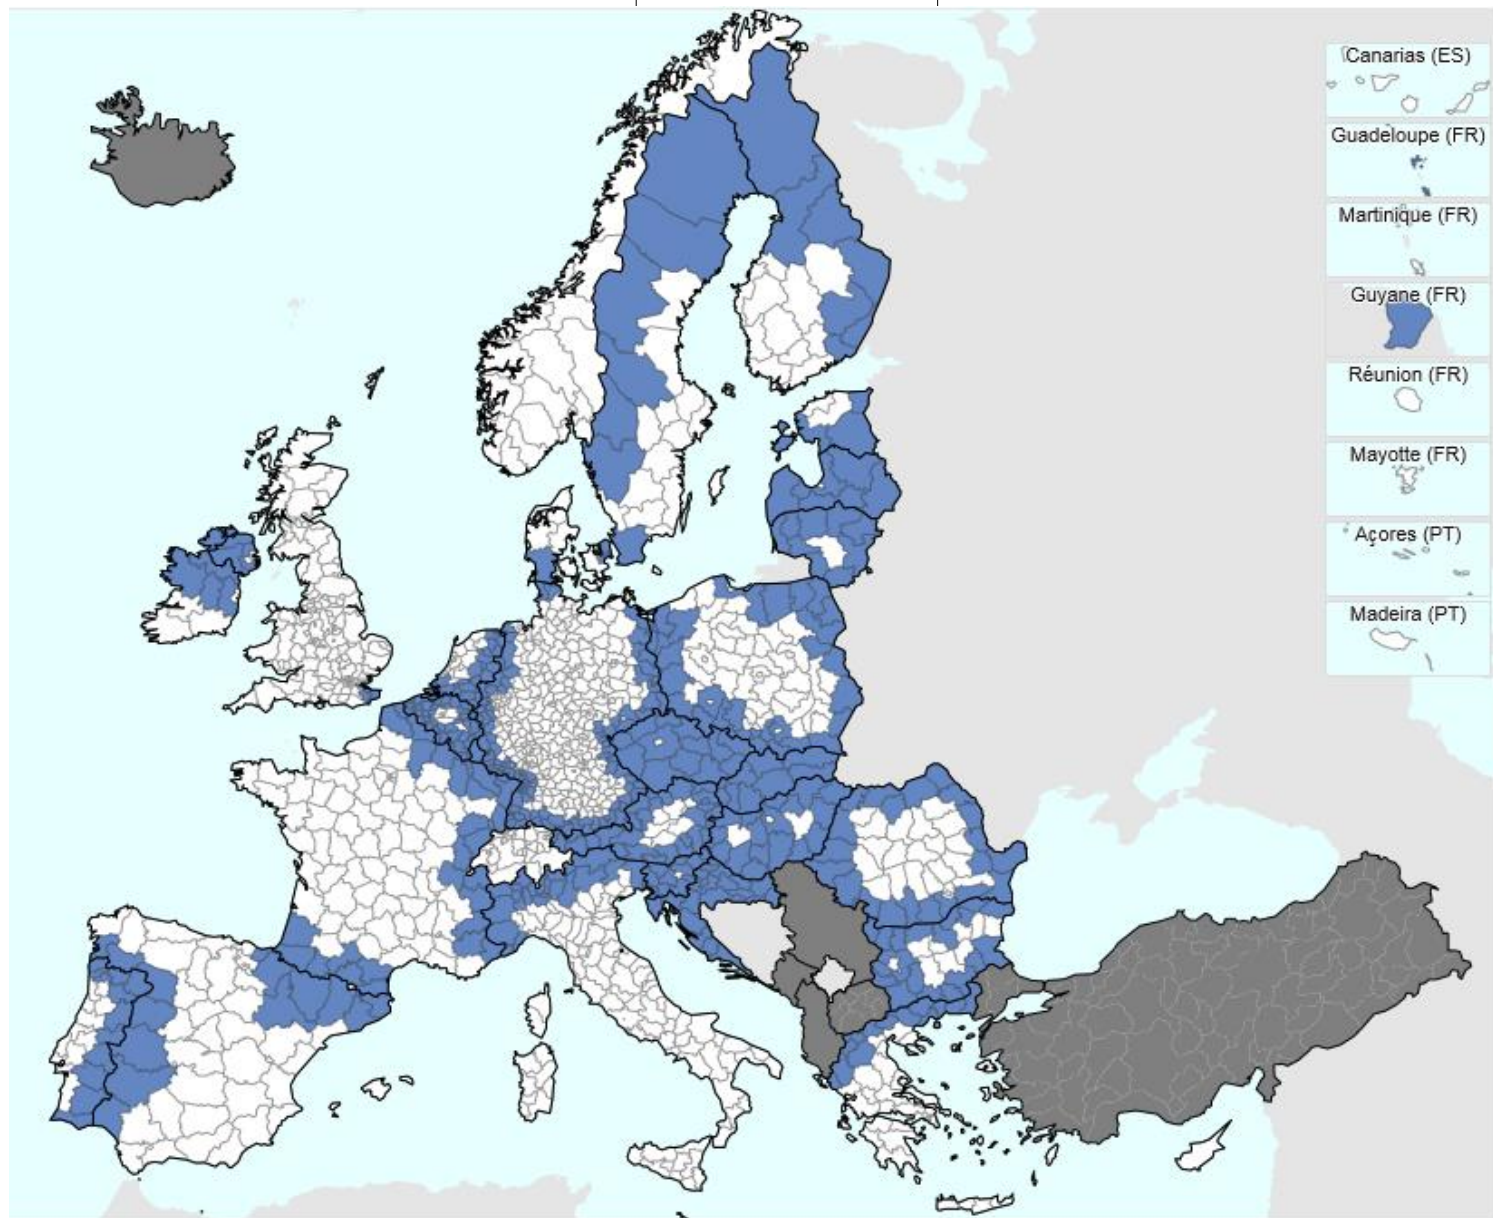 Canarias (ES)
Guadeloupe (FR)
Martinique (FR)
Guyane (FR)
Réunion (FR)
Mayotte (FR)
Açores (PT)
Madeira (PT)